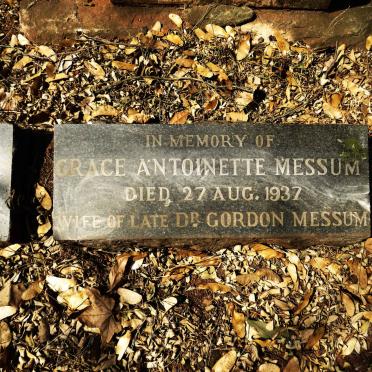 IN MEMORY OF
GRACE ANTOINETTE MESSUM
DIED 27 AUG. 1937
WIFE OF LATE DR. GORDON MESSUM